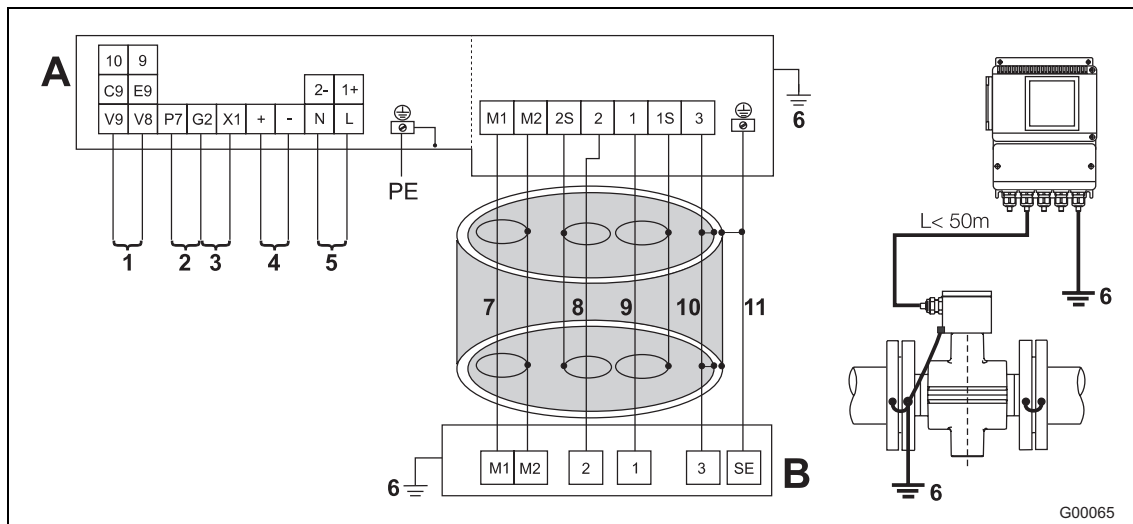 A
10 9
C9 E9 2- 1+
V9 V8 P7 G2 X1 + - N L
PE
1 2 3 4 5
M1 M2 2S 2 1 1S 3
6
7 8 9 10 11
M1 M2 2 1 3 SE
B
6
L< 50m
6
6
G00065